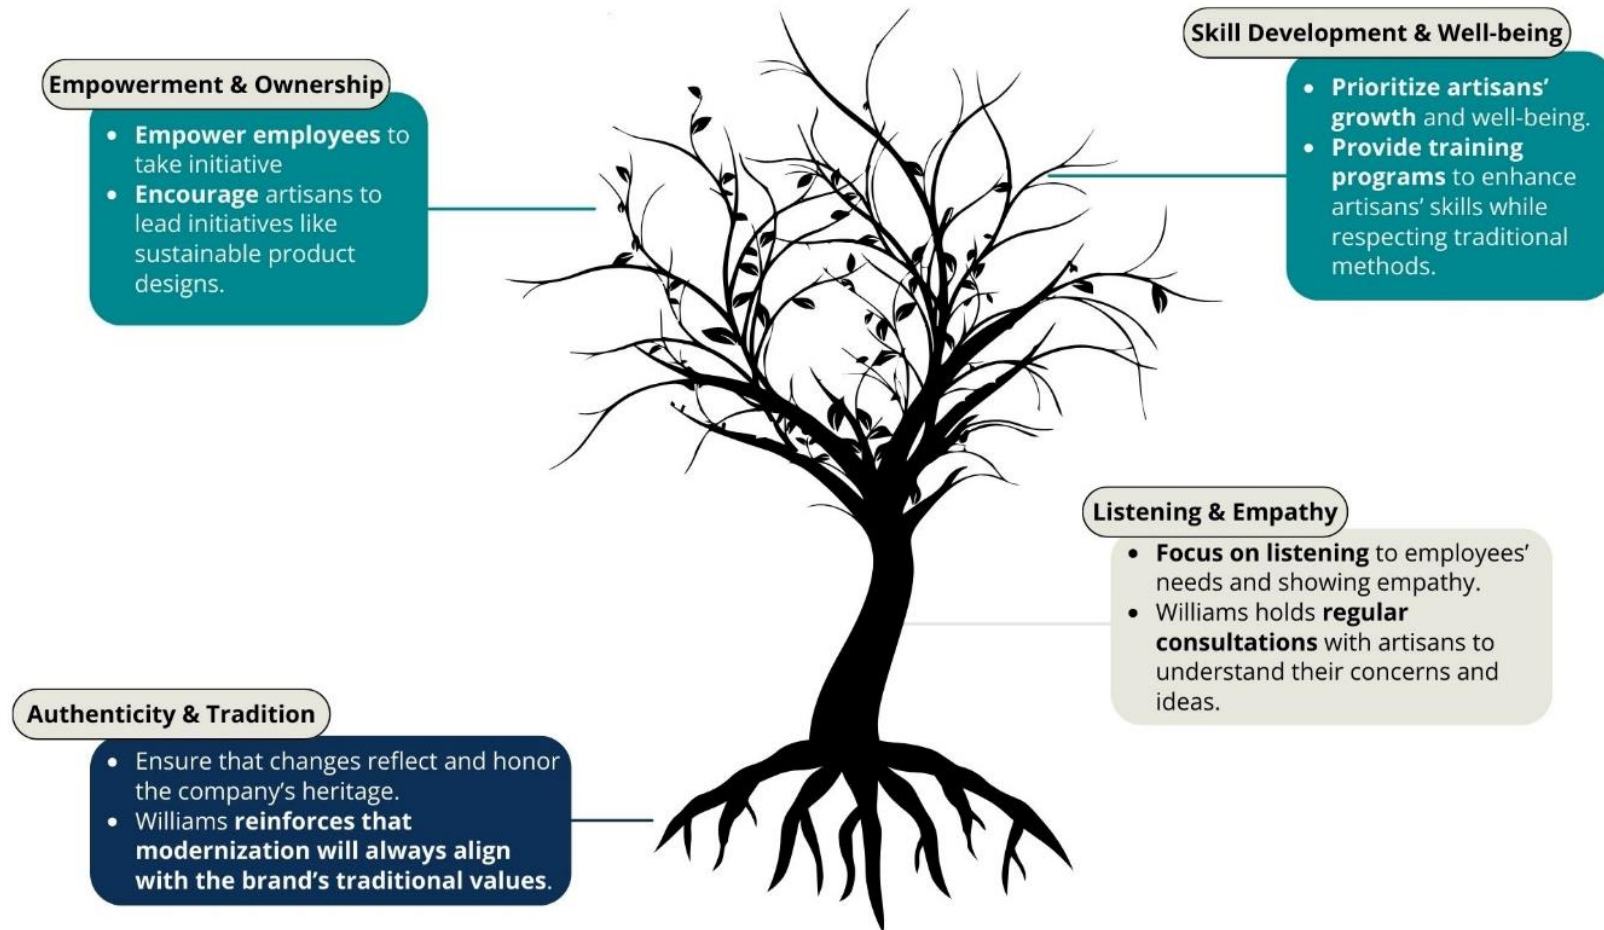 Empowerment & Ownership
• Empower employees to
take initiative
• Encourage artisans to
lead initiatives like
sustainable product
designs.
Skill Development & Well-being
• Prioritize artisans’
growth and well-being.
• Provide training
programs to enhance
artisans’ skills while
respecting traditional
methods.
Listening & Empathy
• Focus on listening to employees’
needs and showing empathy.
• Williams holds regular
consultations with artisans to
understand their concerns and
ideas.
Authenticity & Tradition
• Ensure that changes reflect and honor
the company’s heritage.
• Williams reinforces that
modernization will always align
with the brand’s traditional values.